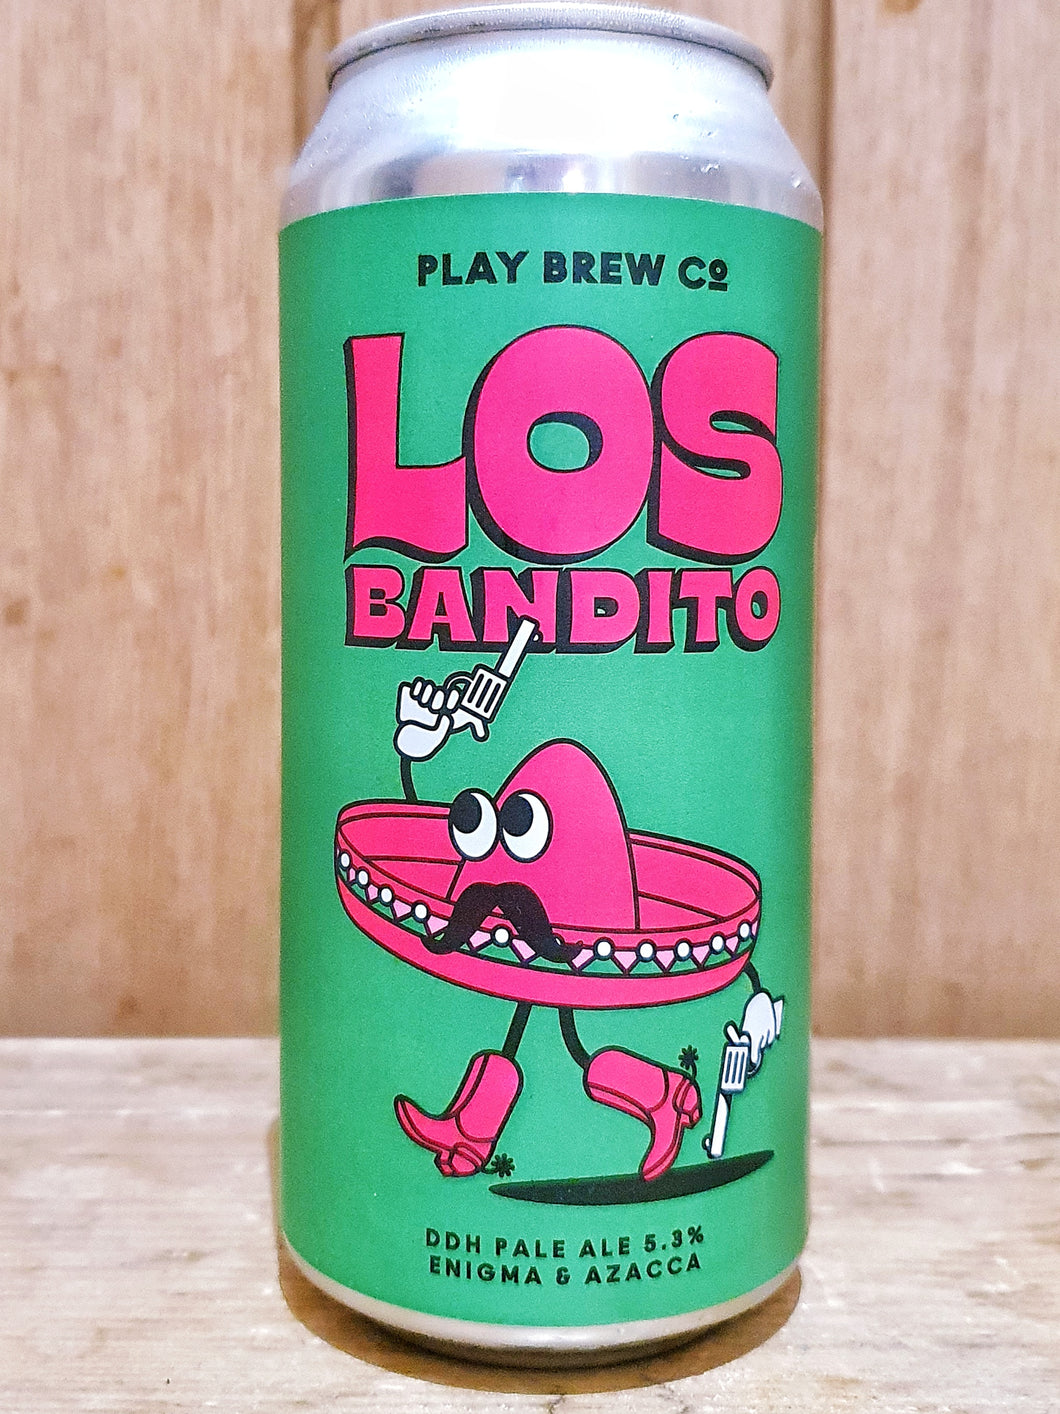 PLAY BREW Co
LOS
BANDITO
DDH PALE ALE 5.3%
ENIGMA & AZACCA